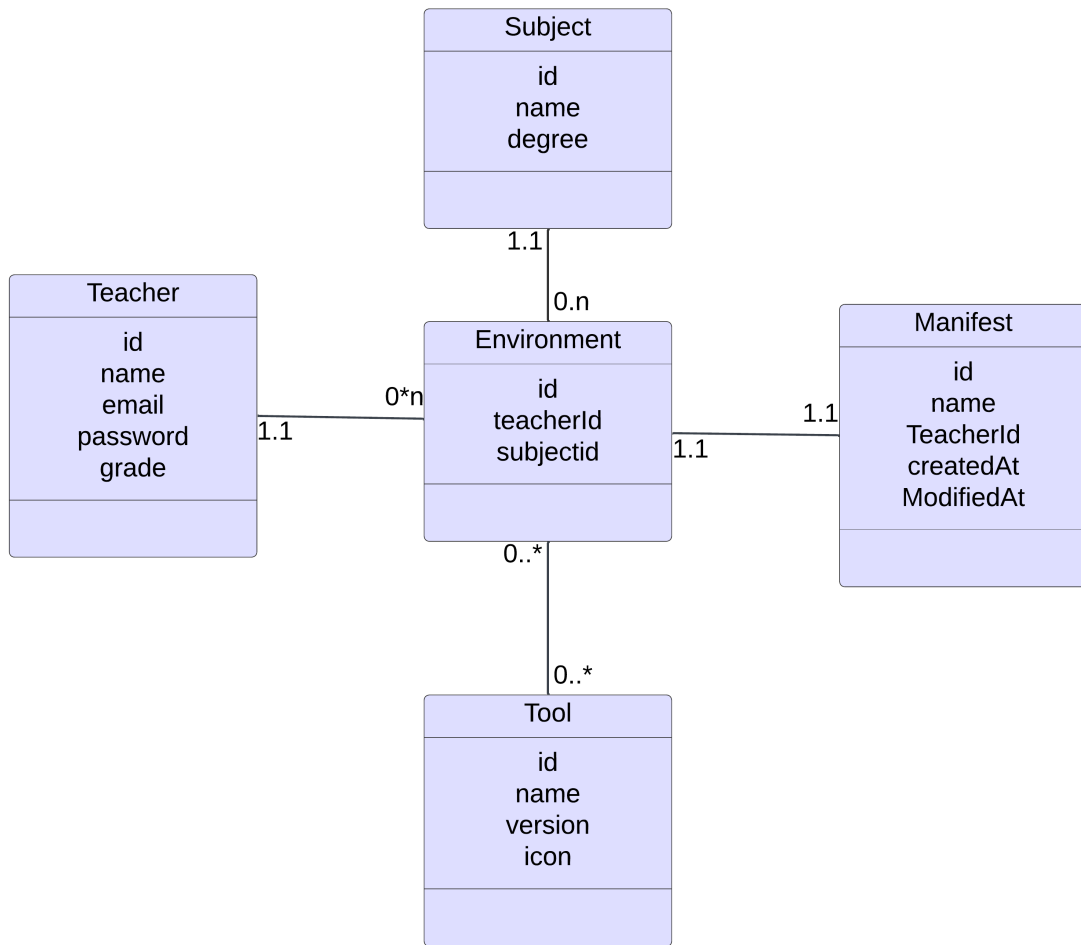 Subject
id
name
degree
1.1
0.n
Teacher
id
name
email
password
grade
1.1
0*n
Environment
id
teacherId
subjectid
1.1
1.1
Manifest
id
name
TeacherId
createdAt
ModifiedAt
0..*
0..*
Tool
id
name
version
icon